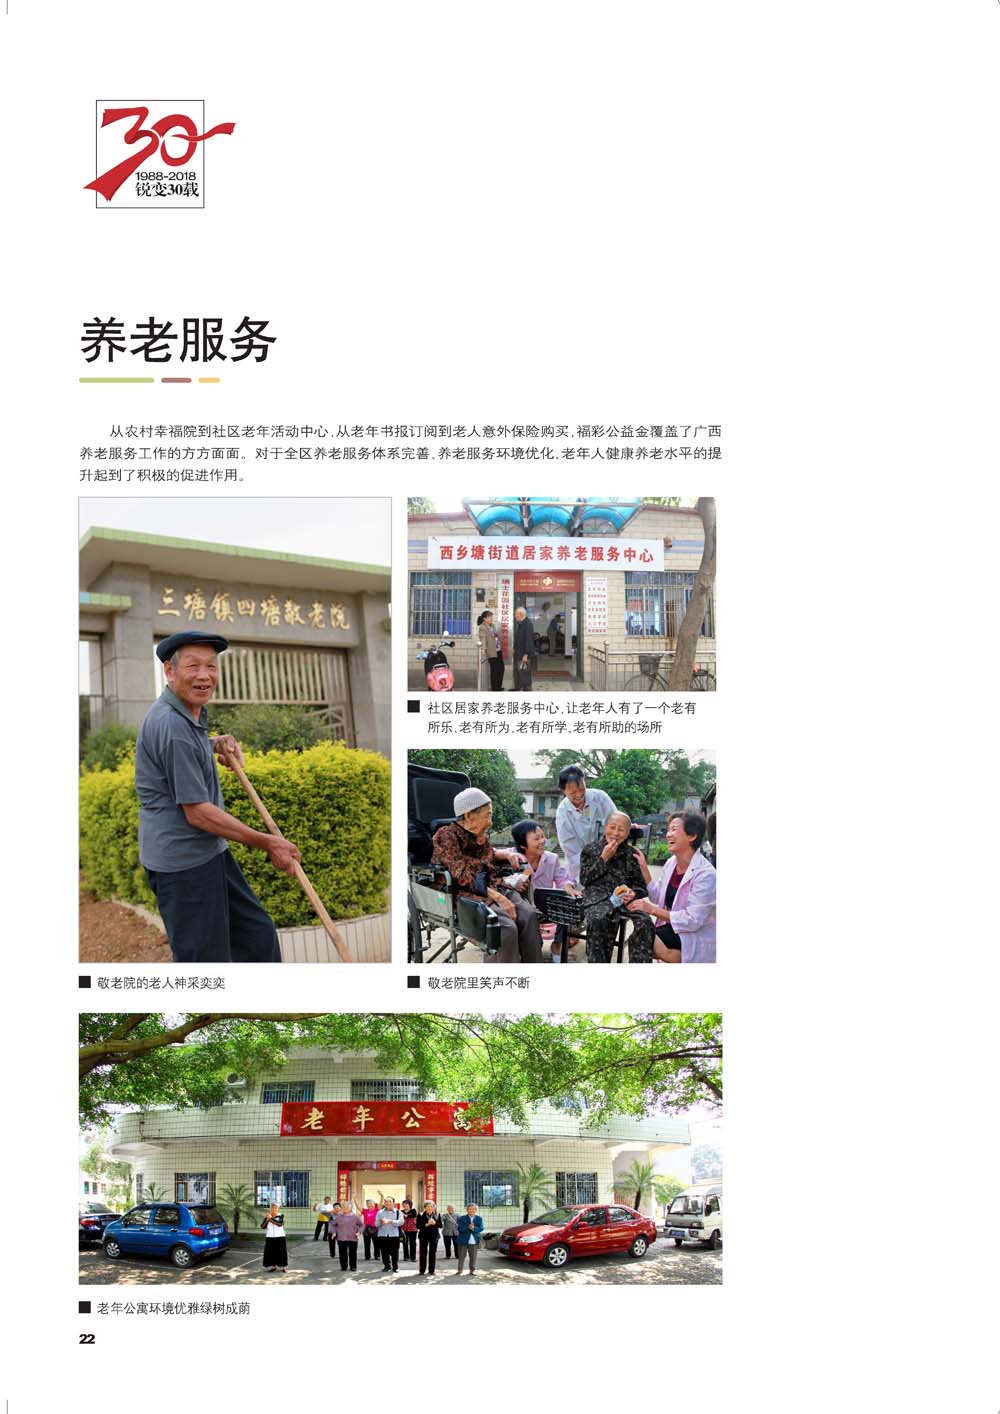 30
1988-2018
锐变30载
养老服务
从农村幸福院到社区老年活动中心,从老年书报订阅到老人意外保险购买,福彩公益金覆盖了广西
养老服务工作的方方面面。对于全区养老服务体系完善、养老服务环境优化、老年人健康养老水平的提
升起到了积极的促进作用。
三塘镇四塘敬老院
西乡塘街道居家养老服务中心
■ 社区居家养老服务中心,让老年人有了一个老有
所乐、老有所为、老有所学、老有所助的场所
■ 敬老院的老人神采奕奕
■ 敬老院里笑声不断
老年公寓
■ 老年公寓环境优雅绿树成荫
22